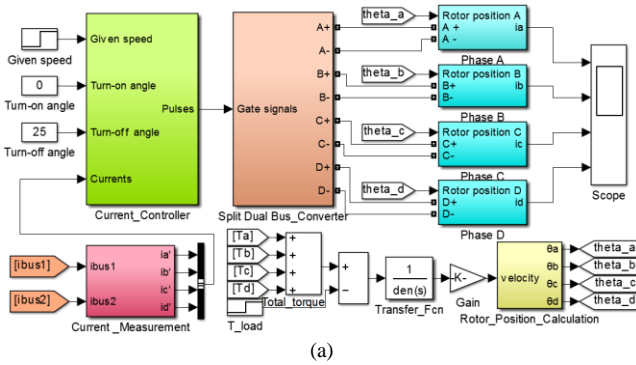 Given speed
0
Turn-on angle
25
Turn-off angle
Given speed
Turn-on angle
Turn-off angle
Currents
Pulses
Current_Controller
Gate signals
A+
A-
B+
B-
C+
C-
D+
D-
Split Dual Bus_Converter
theta_a
theta_b
theta_c
theta_d
Rotor position A
A +
A -
ia
Phase A
Rotor position B
B+
B-
ib
Phase B
Rotor position C
C+
C-
ic
Phase C
Rotor position D
D+
D-
id
Phase D
Scope
[ibus1]
[ibus2]
ibus1
ibus2
ia'
ib'
ic'
id'
Current _Measurement
[Ta]
[Tb]
[Tc]
[Td]
+
+
+
+
Total_torque
T_load
+
−
1
den(s)
Transfer_Fcn
-K-
Gain
velocity
θa
θb
θc
θd
Rotor_Position_Calculation
theta_a
theta_b
theta_c
theta_d
(a)